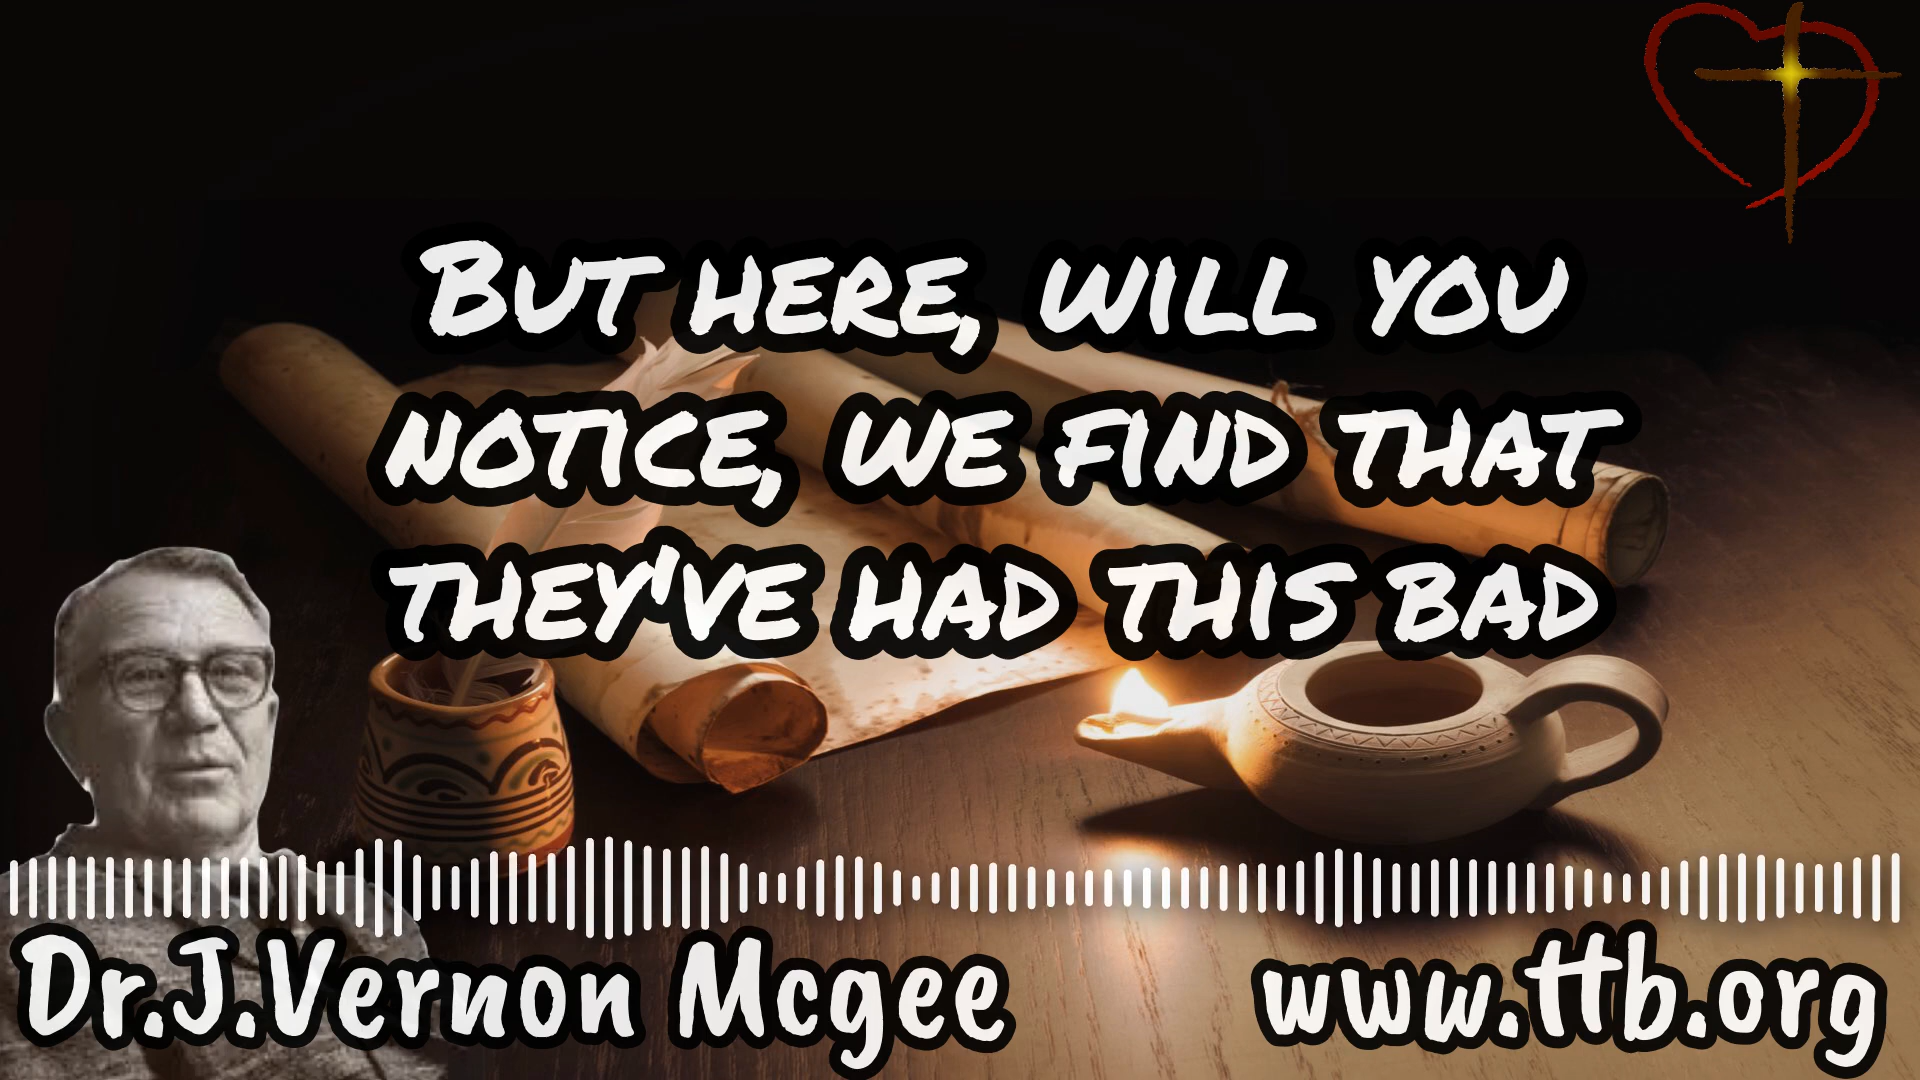 But here, will you
notice, we find that
they've had this bad
Dr.J.Vernon Mcgee
www.ttb.org